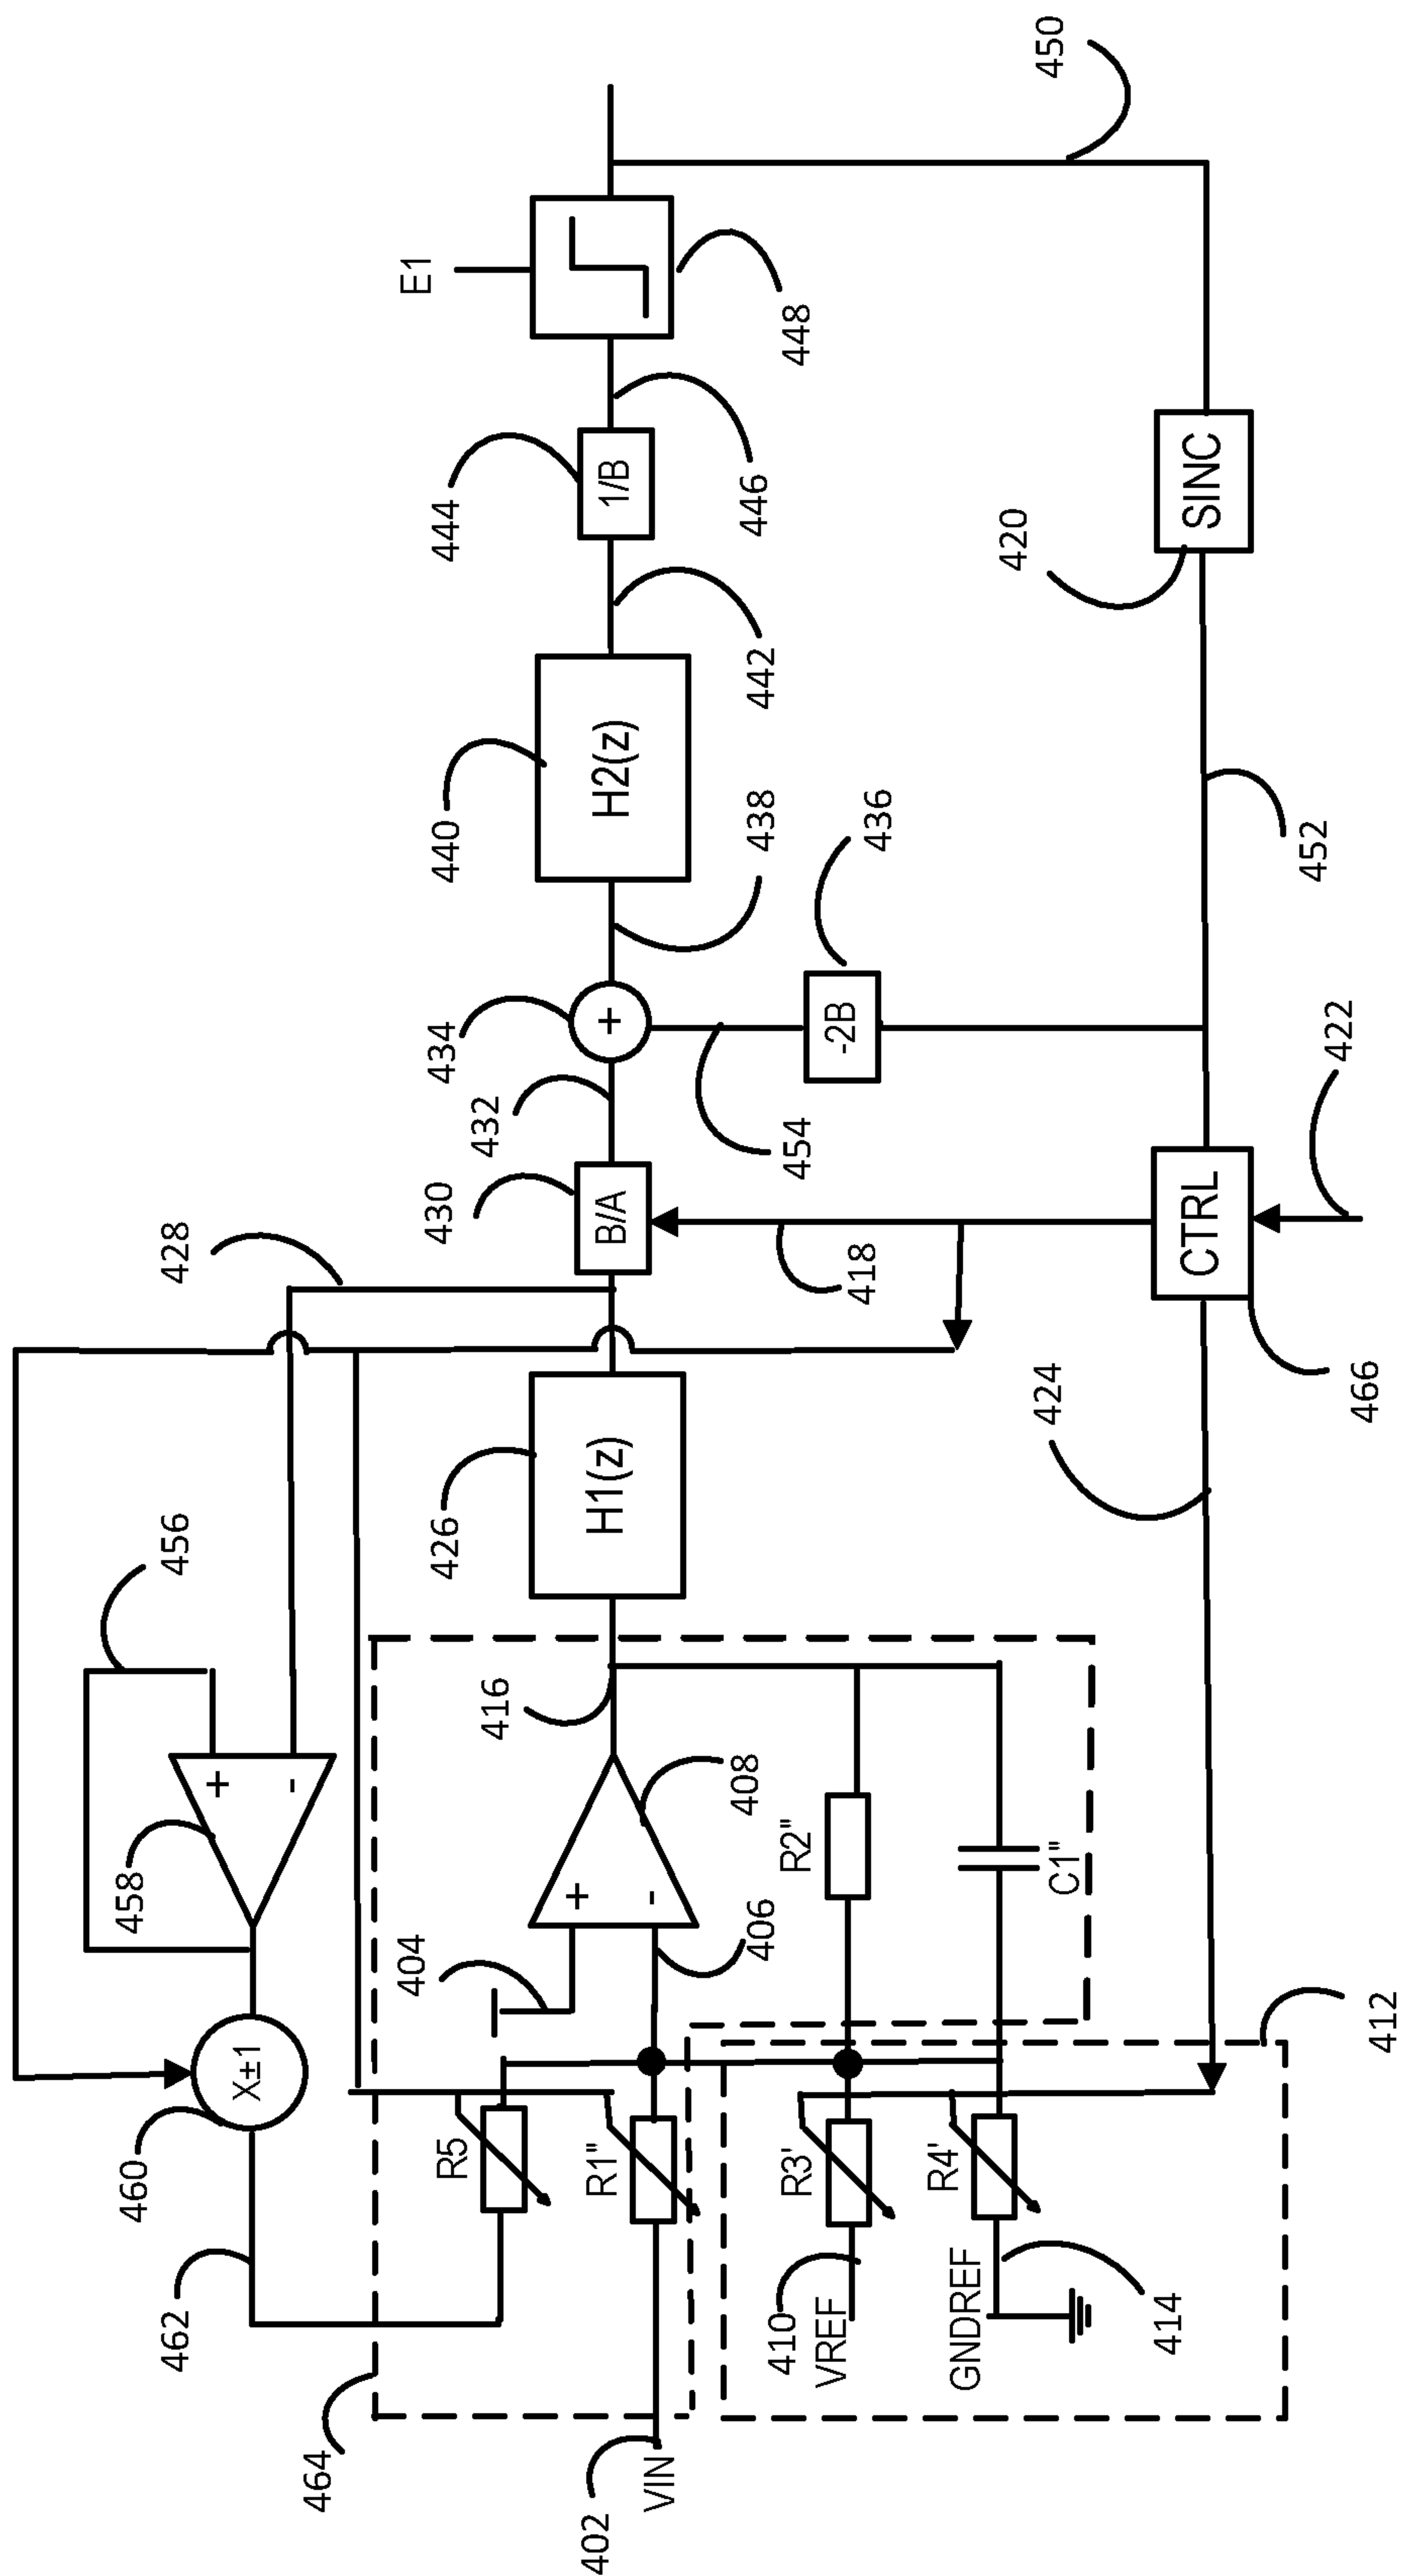 456
428
458
+
-
460
X±1
462
464
R5
R1"
404
+
-
406
408
416
426
H1(z)
430
B/A
432
434
+
438
440
H2(z)
442
444
1/B
446
E1
448
450
402
VIN
410
VREF
R3'
R2"
GNDREF
R4'
C1"
414
412
424
418
454
-2B
436
CTRL
466
422
452
420
SINC